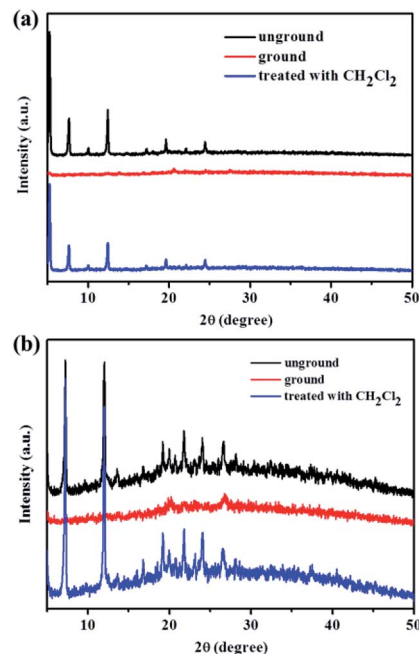 (a)
unground
ground
treated with CH₂Cl₂
Intensity (a.u.)
10 20 30 40 50
2θ (degree)
(b)
unground
ground
treated with CH₂Cl₂
Intensity (a.u.)
10 20 30 40 50
2θ (degree)